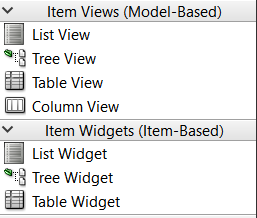 Item Views (Model-Based)
List View
Tree View
Table View
Column View
Item Widgets (Item-Based)
List Widget
Tree Widget
Table Widget